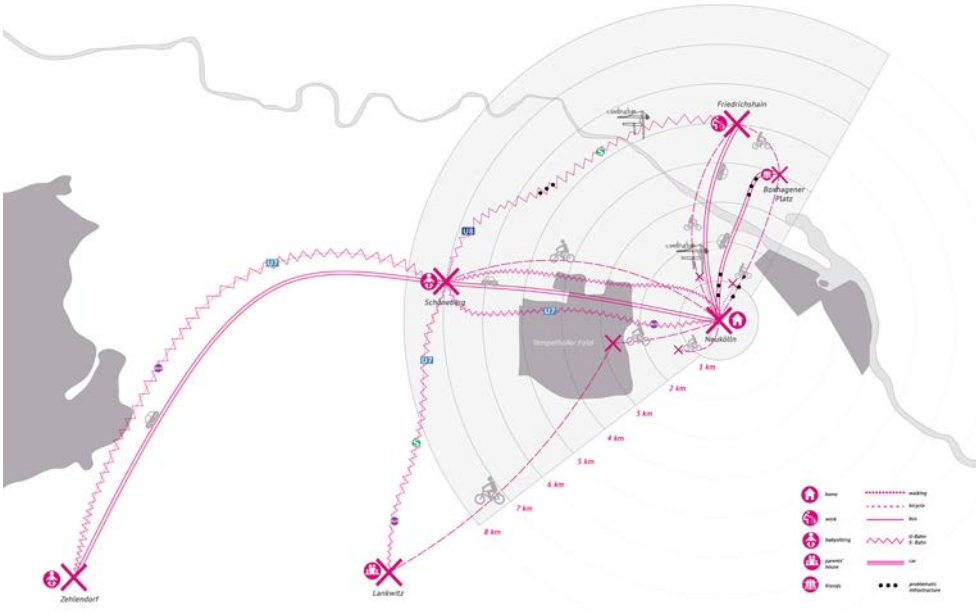 Friedrichshain
Boxhagener
Platz
S
U8
U7
Schöneberg
U7
Tempelhofer Feld
Neukölln
U7
S
1 km
2 km
3 km
4 km
5 km
6 km
7 km
8 km
Zehlendorf
Lankwitz
home
walking
work
bicycle
babysitting
bus
U-Bahn
S-Bahn
parents'
house
car
friends
problematic
infrastructure